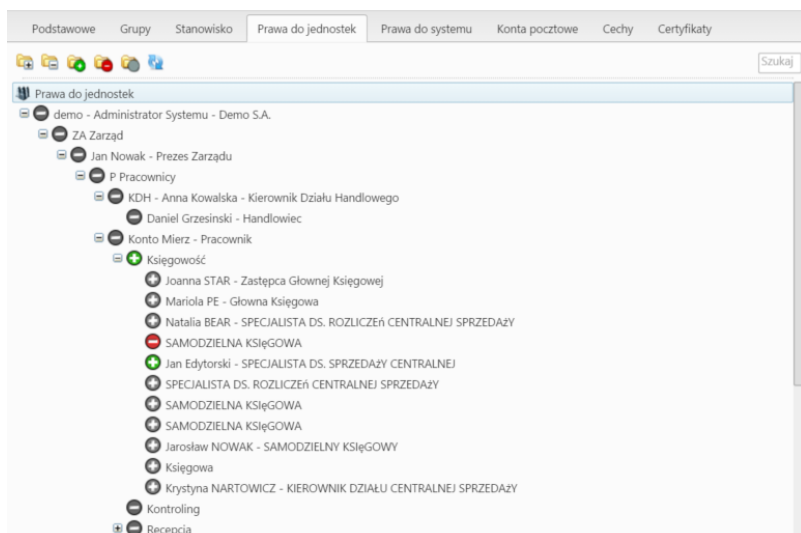 Podstawowe Grupy Stanowisko Prawa do jednostek Prawa do systemu Konta pocztowe Cechy Certyfikaty
Szukaj
Prawa do jednostek
demo - Administrator Systemu - Demo S.A.
ZA Zarząd
Jan Nowak - Prezes Zarządu
P Pracownicy
KDH - Anna Kowalska - Kierownik Działu Handlowego
Daniel Grzesinski - Handlowiec
Konto Mierz - Pracownik
Księgowość
Joanna STAR - Zastępca Głownej Księgowej
Mariola PE - Głowna Księgowa
Natalia BEAR - SPECJALISTA DS. ROZLICZEń CENTRALNEJ SPRZEDAżY
SAMODZIELNA KSIęGOWA
Jan Edytorski - SPECJALISTA DS. SPRZEDAżY CENTRALNEJ
SPECJALISTA DS. ROZLICZEń CENTRALNEJ SPRZEDAżY
SAMODZIELNA KSIęGOWA
SAMODZIELNA KSIęGOWA
Jarosław NOWAK - SAMODZIELNY KSIęGOWY
Księgowa
Krystyna NARTOWICZ - KIEROWNIK DZIAŁU CENTRALNEJ SPRZEDAżY
Kontroling
Recepcja